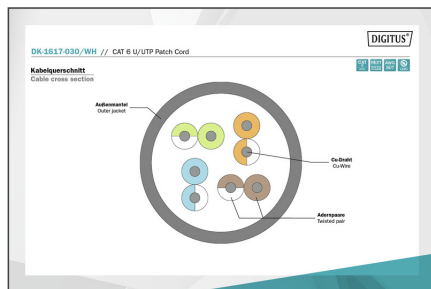 DIGITUS®
DK-1617-030/WH // CAT 6 U/UTP Patch Cord
Kabelquerschnitt
Cable cross section
Außenmantel
Outer jacket
Cu-Draht
Cu-Wire
Adernpaare
Twisted pair